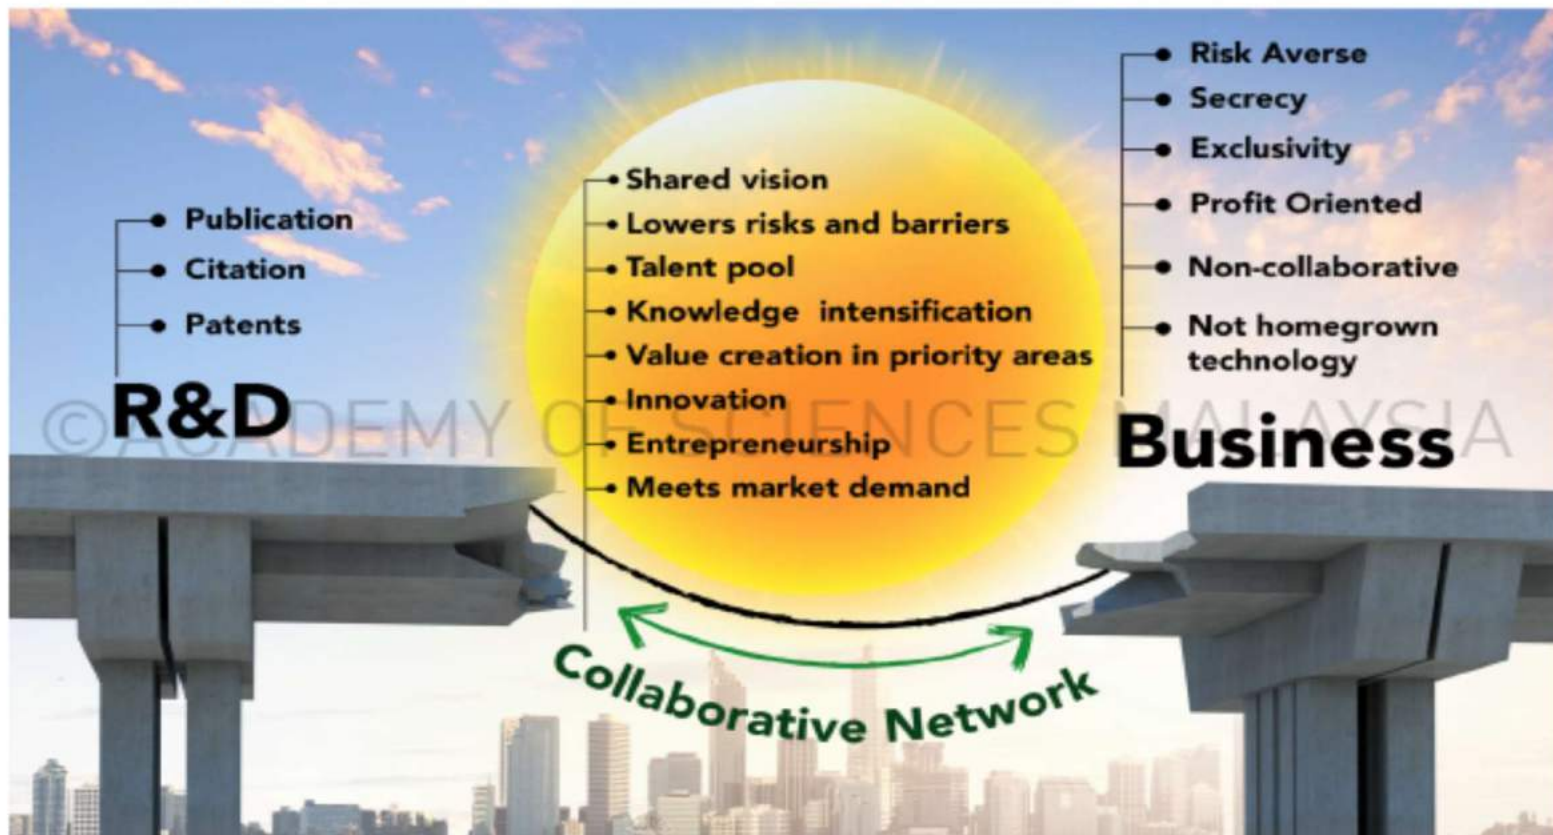 Publication
Citation
Patents
R&D
Shared vision
Lowers risks and barriers
Talent pool
Knowledge intensification
Value creation in priority areas
Innovation
Entrepreneurship
Meets market demand
Collaborative Network
Risk Averse
Secrecy
Exclusivity
Profit Oriented
Non-collaborative
Not homegrown
technology
Business
©ACADEMY OF SCIENCES MALAYSIA